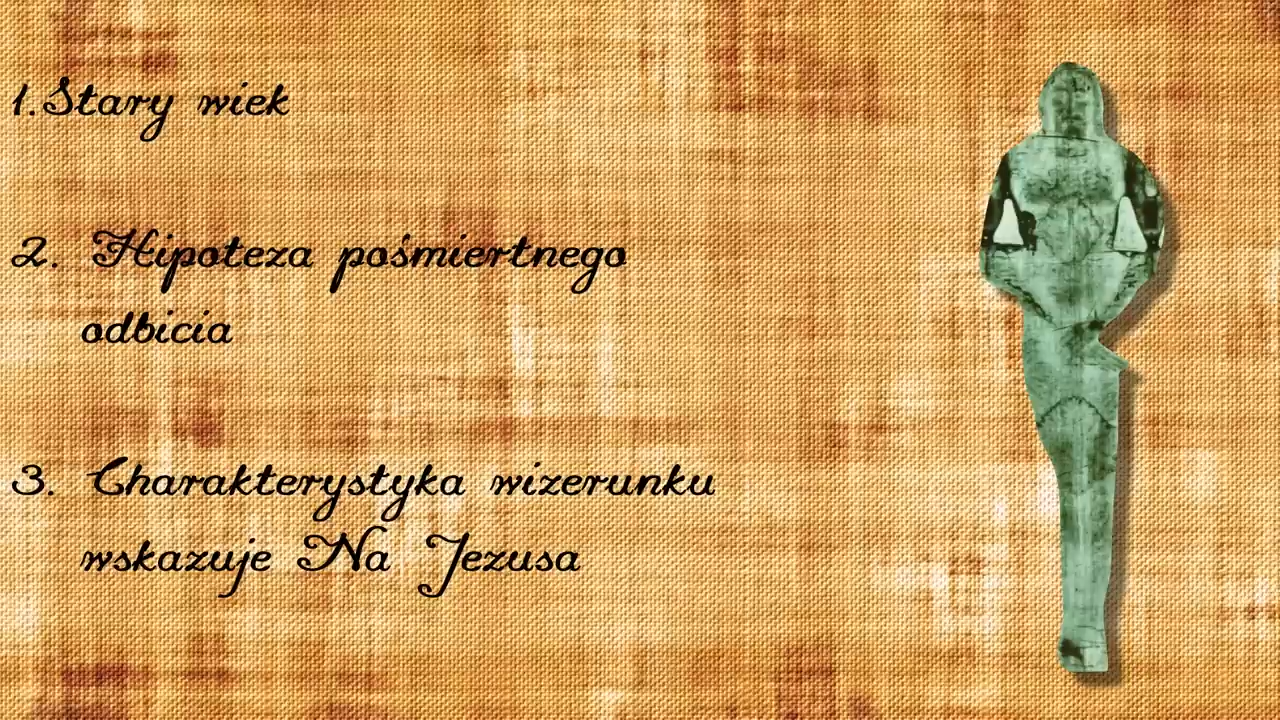 1.Stary wiek
2. Hipoteza pośmiertnego
odbicia
3. Charakterystyka wizerunku
wskazuje Na Jezusa